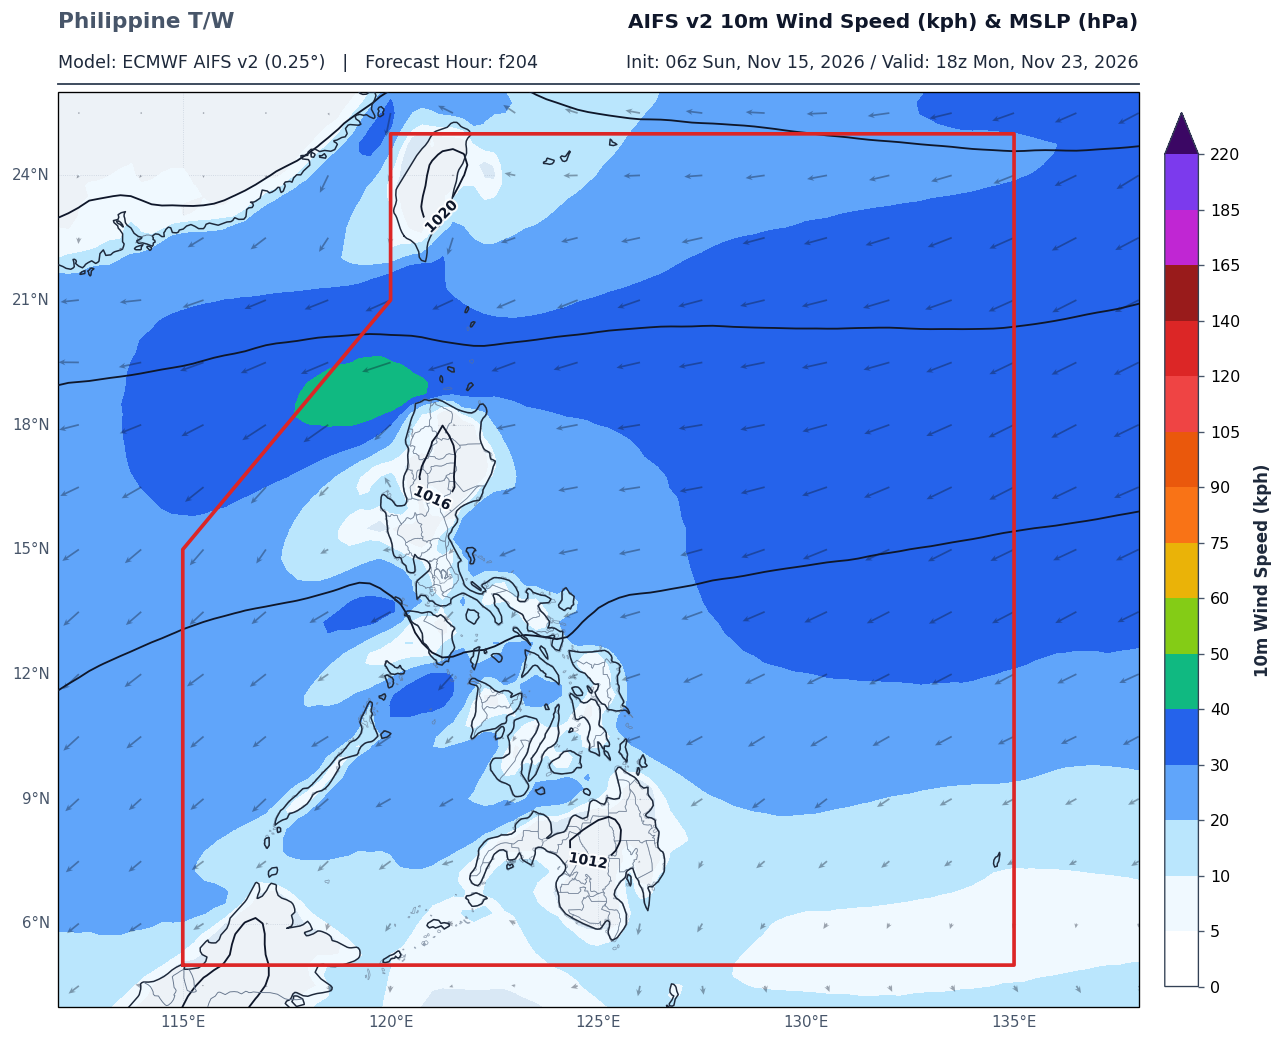 Philippine T/W
AIFS v2 10m Wind Speed (kph) & MSLP (hPa)
Model: ECMWF AIFS v2 (0.25°) | Forecast Hour: f204
Init: 06z Sun, Nov 15, 2026 / Valid: 18z Mon, Nov 23, 2026
24°N
21°N
18°N
15°N
12°N
9°N
6°N
1020
1016
1012
115°E
120°E
125°E
130°E
135°E
220
185
165
140
120
105
90
75
60
50
40
30
20
10
5
0
10m Wind Speed (kph)